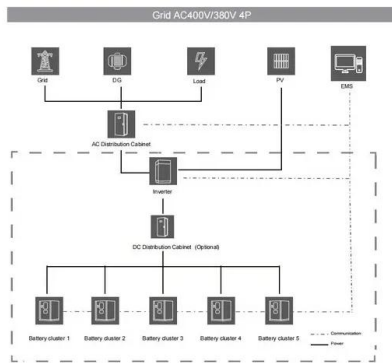 Grid AC400V/380V 4P
Grid
DG
Load
PV
EMS
AC Distribution Cabinet
Inverter
DC Distribution Cabinet (Optional)
Battery cluster 1
Battery cluster 2
Battery cluster 3
Battery cluster 4
Battery cluster 5
Communication
Power